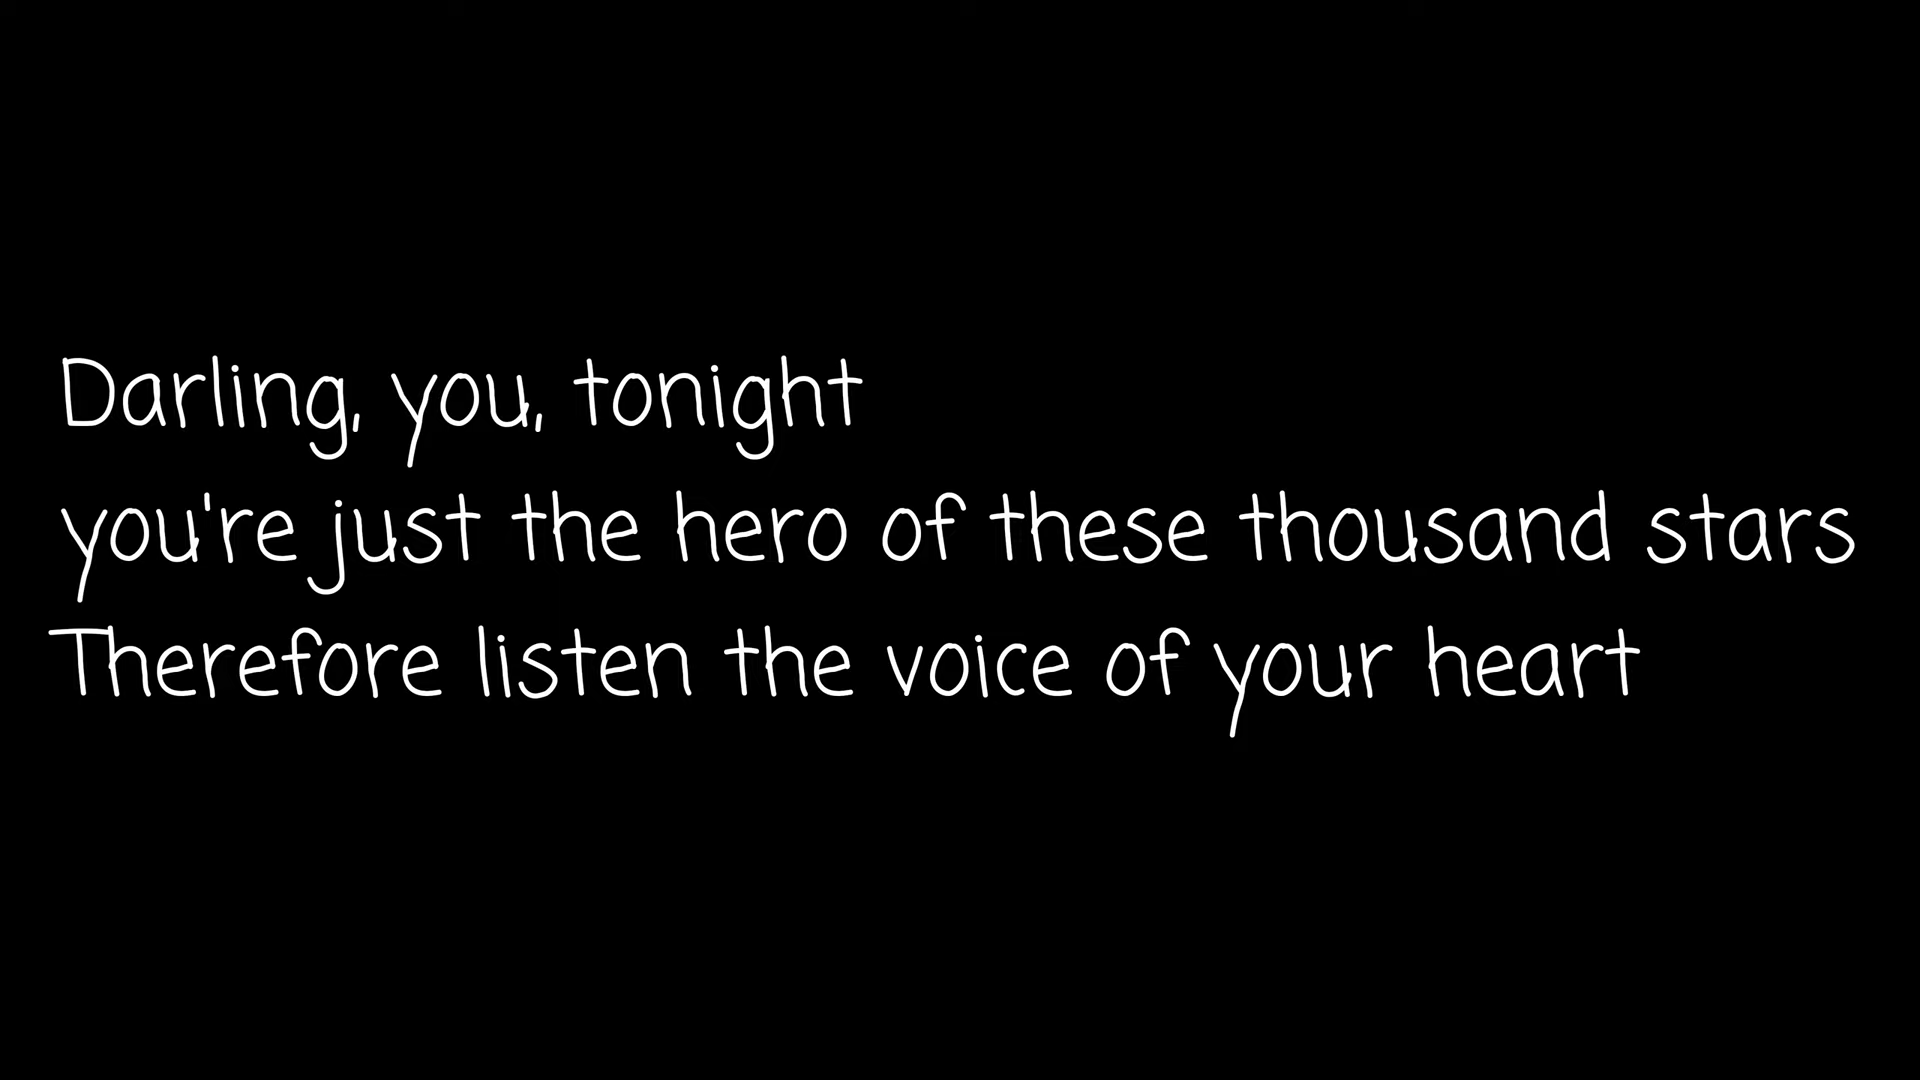 Darling, you, tonight
you're just the hero of these thousand stars
Therefore listen the voice of your heart